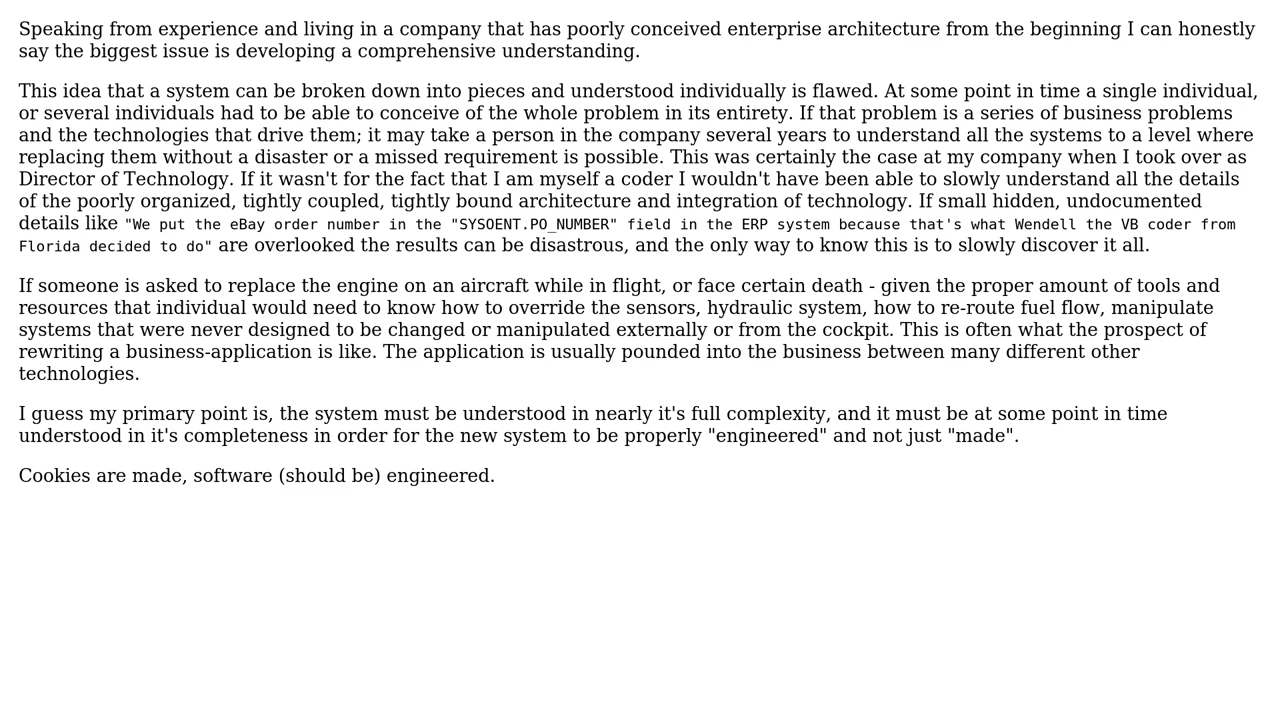 Speaking from experience and living in a company that has poorly conceived enterprise architecture from the beginning I can honestly
say the biggest issue is developing a comprehensive understanding.
This idea that a system can be broken down into pieces and understood individually is flawed. At some point in time a single individual,
or several individuals had to be able to conceive of the whole problem in its entirety. If that problem is a series of business problems
and the technologies that drive them; it may take a person in the company several years to understand all the systems to a level where
replacing them without a disaster or a missed requirement is possible. This was certainly the case at my company when I took over as
Director of Technology. If it wasn't for the fact that I am myself a coder I wouldn't have been able to slowly understand all the details
of the poorly organized, tightly coupled, tightly bound architecture and integration of technology. If small hidden, undocumented
details like "We put the eBay order number in the "SYSOENT.PO_NUMBER" field in the ERP system because that's what Wendell the VB coder from
Florida decided to do" are overlooked the results can be disastrous, and the only way to know this is to slowly discover it all.
If someone is asked to replace the engine on an aircraft while in flight, or face certain death - given the proper amount of tools and
resources that individual would need to know how to override the sensors, hydraulic system, how to re-route fuel flow, manipulate
systems that were never designed to be changed or manipulated externally or from the cockpit. This is often what the prospect of
rewriting a business-application is like. The application is usually pounded into the business between many different other
technologies.
I guess my primary point is, the system must be understood in nearly it's full complexity, and it must be at some point in time
understood in it's completeness in order for the new system to be properly "engineered" and not just "made".
Cookies are made, software (should be) engineered.